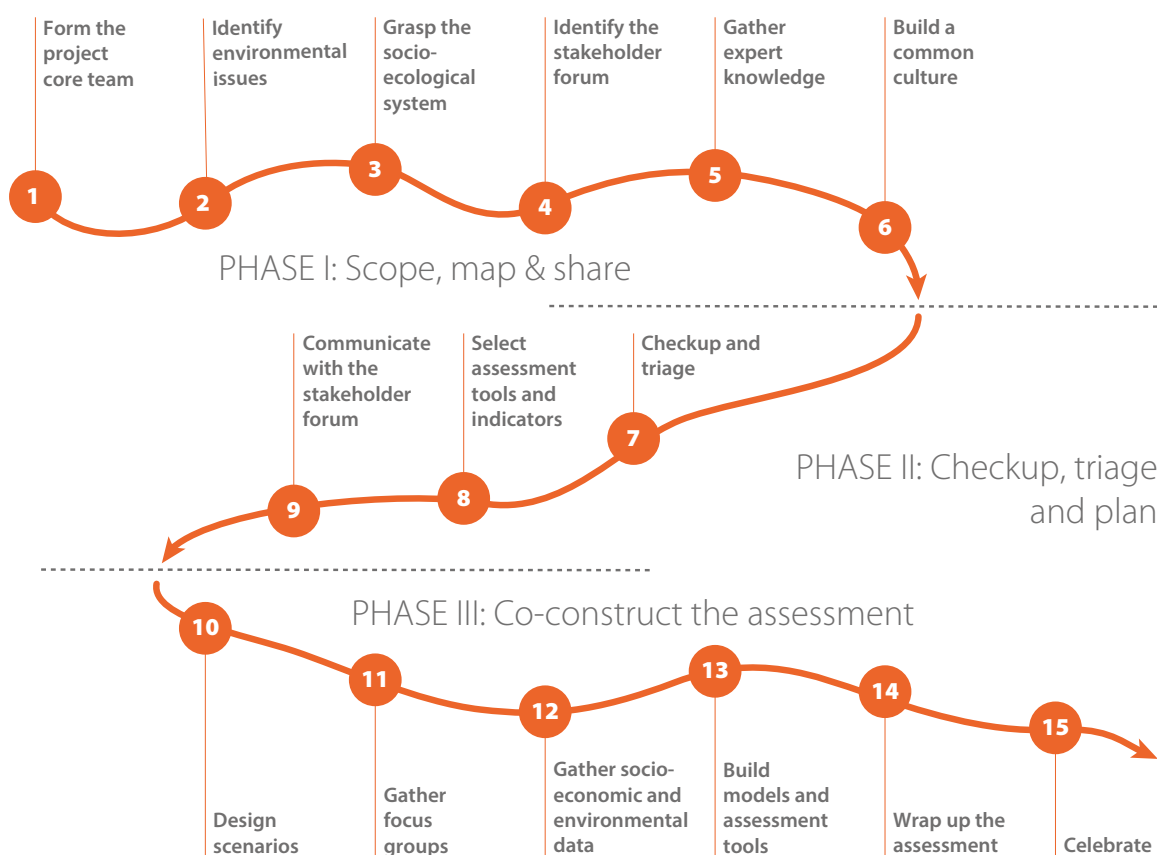 Form the
project
core team
Identify
environmental
issues
Grasp the
socio-
ecological
system
Identify the
stakeholder
forum
Gather
expert
knowledge
Build a
common
culture
1
2
3
4
5
6
PHASE I: Scope, map & share
Communicate
with the
stakeholder
forum
Select
assessment
tools and
indicators
Checkup and
triage
7
8
9
PHASE II: Checkup, triage
and plan
PHASE III: Co-construct the assessment
10
11
12
13
14
15
Design
scenarios
Gather
focus
groups
Gather socio-
economic and
environmental
data
Build
models and
assessment
tools
Wrap up the
assessment
Celebrate